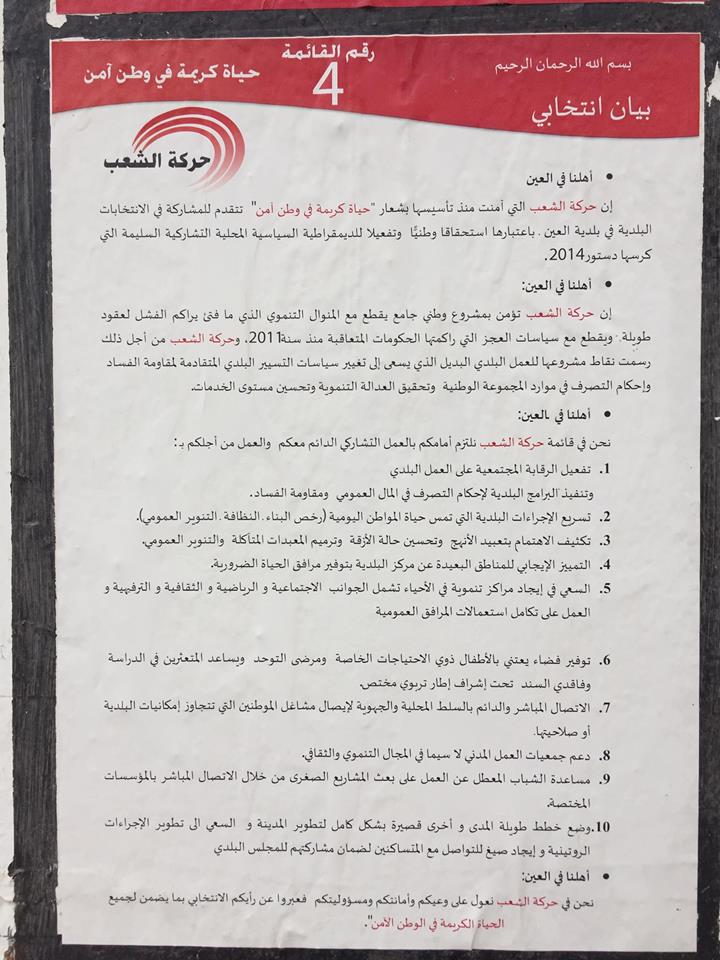 بسم الله الرحمان الرحيم
بيان انتخابي
رقم القائمة
4
حياة كريمة في وطن آمن
حركة الشعب
• أهلنا في العين
إن حركة الشعب التي آمنت منذ تأسيسها بشعار "حياة كريمة في وطن آمن" تتقدم للمشاركة في الانتخابات
البلدية في بلدية العين . باعتبارها استحقاقا وطنيًّا وتفعيلا للديمقراطية السياسية المحلية التشاركية السليمة التي
كرسها دستور2014.
• أهلنا في العين:
إن حركة الشعب تؤمن بمشروع وطني جامع يقطع مع المنوال التنموي الذي ما فتئ يراكم الفشل لعقود
طويلة. ويقطع مع سياسات العجز التي راكمتها الحكومات المتعاقبة منذ سنة2011. وحركة الشعب من أجل ذلك
رسمت نقاط مشروعها للعمل البلدي البديل الذي يسعى إلى تغيير سياسات التسيير البلدي المتقادمة لمقاومة الفساد
وإحكام التصرف في موارد المجموعة الوطنية وتحقيق العدالة التنموية وتحسين مستوى الخدمات.
• أهلنا في العين:
نحن في قائمة حركة الشعب نلتزم أمامكم بالعمل التشاركي الدائم معكم والعمل من أجلكم بـ :
1. تفعيل الرقابة المجتمعية على العمل البلدي
وتنفيذ البرامج البلدية لإحكام التصرف في المال العمومي ومقاومة الفساد.
2. تسريع الإجراءات البلدية التي تمس حياة المواطن اليومية (رخص البناء . النظافة . التنوير العمومي).
3. تكثيف الاهتمام بتعبيد الأنهج وتحسين حالة الأزقة وترميم المعبدات المتآكلة والتنوير العمومي.
4. التمييز الإيجابي للمناطق البعيدة عن مركز البلدية بتوفير مرافق الحياة الضرورية.
5. السعي في إيجاد مراكز تنموية في الأحياء تشمل الجوانب الاجتماعية و الرياضية و الثقافية و الترفيهية و
العمل على تكامل استعمالات المرافق العمومية
6. توفير فضاء يعتني بالأطفال ذوي الاحتياجات الخاصة ومرضى التوحد ويساعد المتعثرين في الدراسة
وفاقدي السند تحت إشراف إطار تربوي مختص.
7. الاتصال المباشر والدائم بالسلط المحلية والجهوية لإيصال مشاغل الموطنين التي تتجاوز إمكانيات البلدية
أو صلاحيتها.
8. دعم جمعيات العمل المدني لا سيما في المجال التنموي والثقافي.
9. مساعدة الشباب المعطل عن العمل على بعث المشاريع الصغرى من خلال الاتصال المباشر بالمؤسسات
المختصة.
10. وضع خطط طويلة المدى و أخرى قصيرة بشكل كامل لتطوير المدينة و السعي الى تطوير الإجراءات
الروتينية و إيجاد صيغ للتواصل مع المتساكنين لضمان مشاركتهم للمجلس البلدي
• أهلنا في العين:
نحن في حركة الشعب نعول على وعيكم وأمانتكم ومسؤوليتكم فعبروا عن رأيكم الانتخابي بما يضمن لجميع
الحياة الكريمة في الوطن الآمن".